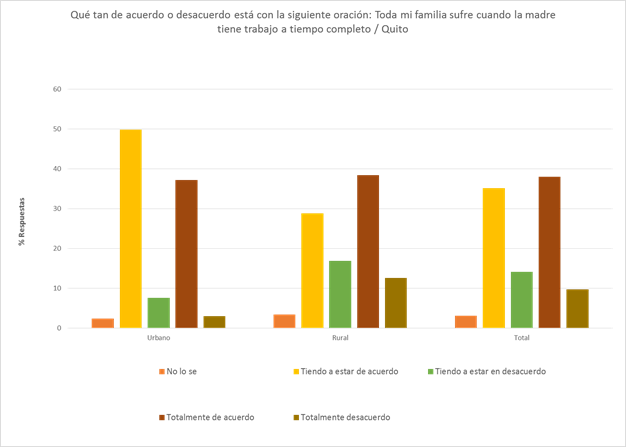 Qué tan de acuerdo o desacuerdo está con la siguiente oración: Toda mi familia sufre cuando la madre
tiene trabajo a tiempo completo / Quito
60
50
40
30
20
10
0
% Respuestas
Urbano
Rural
Total
No lo se
Tiendo a estar de acuerdo
Tiendo a estar en desacuerdo
Totalmente de acuerdo
Totalmente desacuerdo